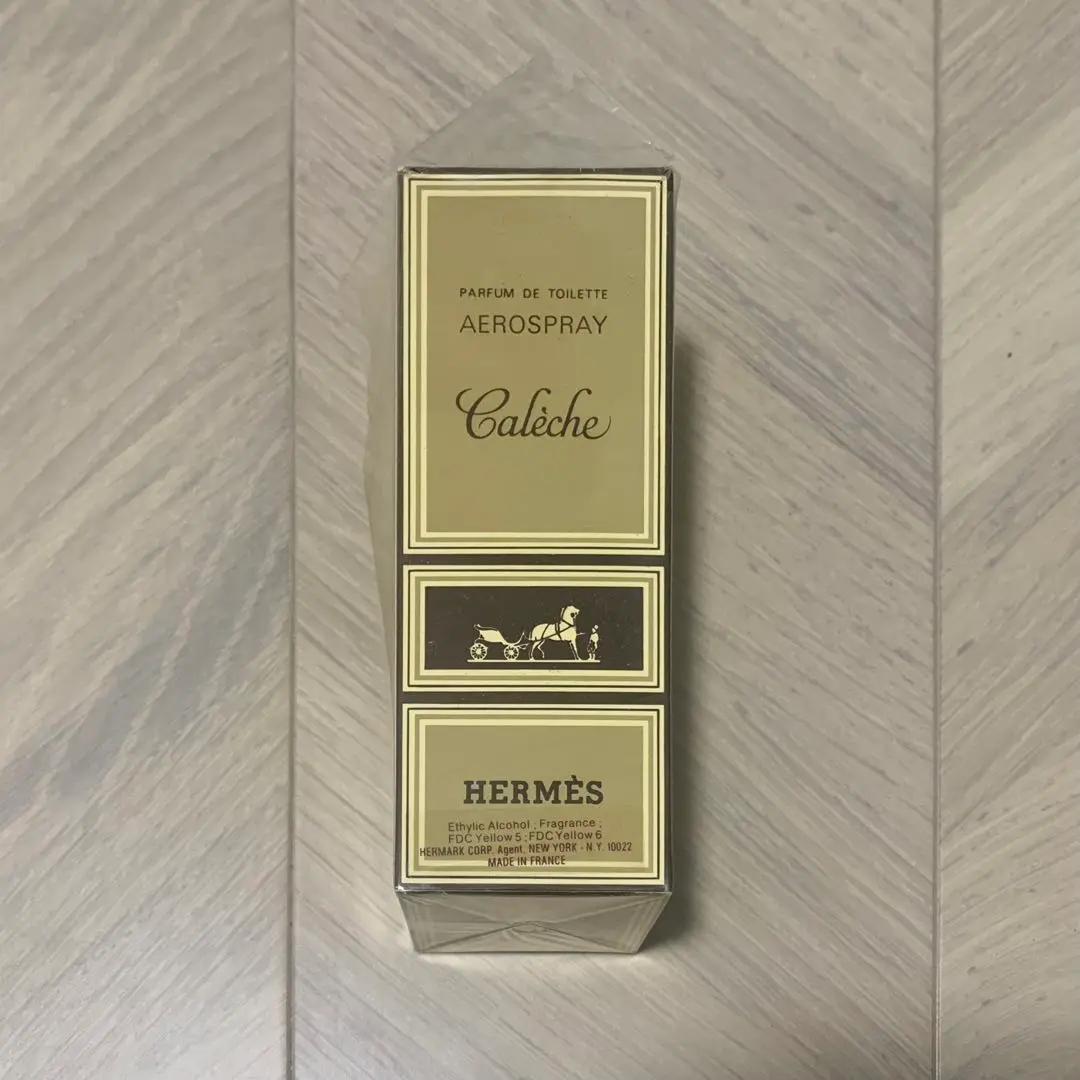 PARFUM DE TOILETTE
AEROSPRAY
Calèche
HERMÈS
Ethylic Alcohol ; Fragrance ;
FDC Yellow 5 ; FDC Yellow 6
HERMARK CORP. Agent. NEW YORK - N.Y. 10022
MADE IN FRANCE